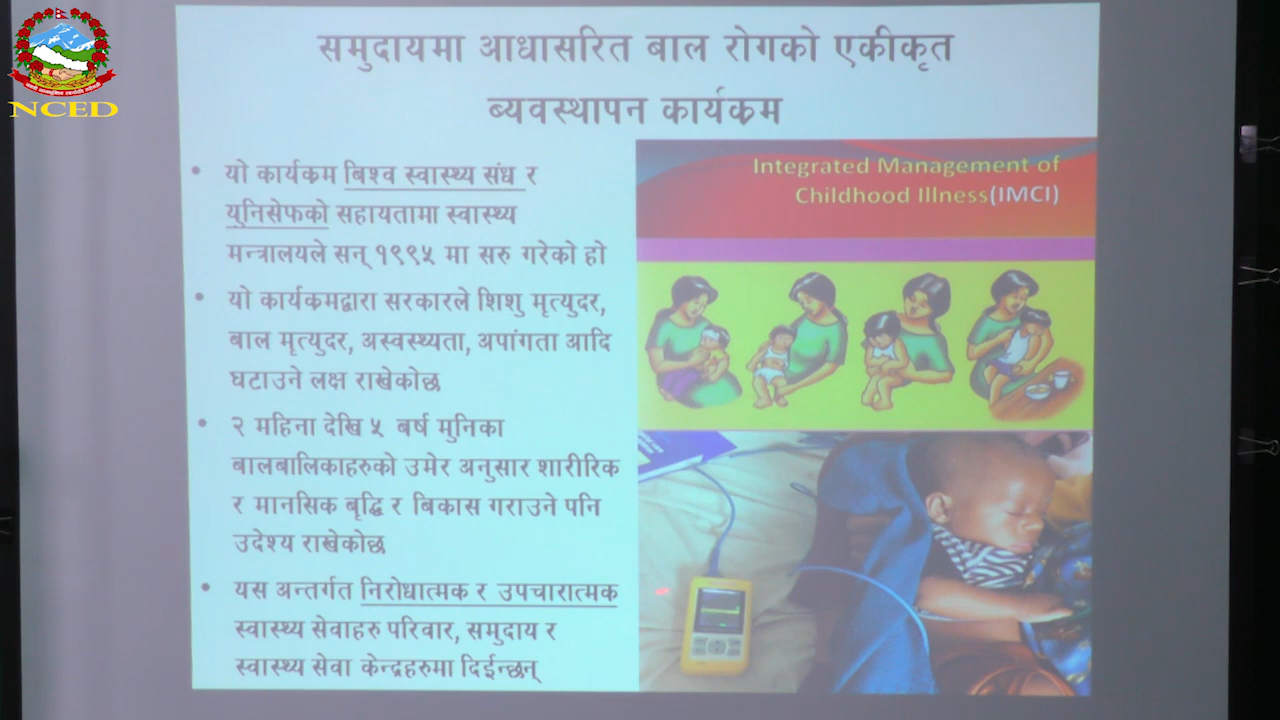 NCED
समुदायमा आधासरित बाल रोगको एकीकृत
ब्यवस्थापन कार्यक्रम
• यो कार्यक्रम बिश्व स्वास्थ्य संघ र
युनिसेफको सहायतामा स्वास्थ्य
मन्त्रालयले सन् १९९५ मा सरु गरेको हो
• यो कार्यक्रमद्वारा सरकारले शिशु मृत्युदर,
बाल मृत्युदर, अस्वस्थ्यता, अपांगता आदि
घटाउने लक्ष राखेकोछ
• २ महिना देखि ५ बर्ष मुनिका
बालबालिकाहरुको उमेर अनुसार शारीरिक
र मानसिक बृद्धि र बिकास गराउने पनि
उदेश्य राखेकोछ
• यस अन्तर्गत निरोधात्मक र उपचारात्मक
स्वास्थ्य सेवाहरु परिवार, समुदाय र
स्वास्थ्य सेवा केन्द्रहरुमा दिईन्छन्
Integrated Management of
Childhood Illness(IMCI)